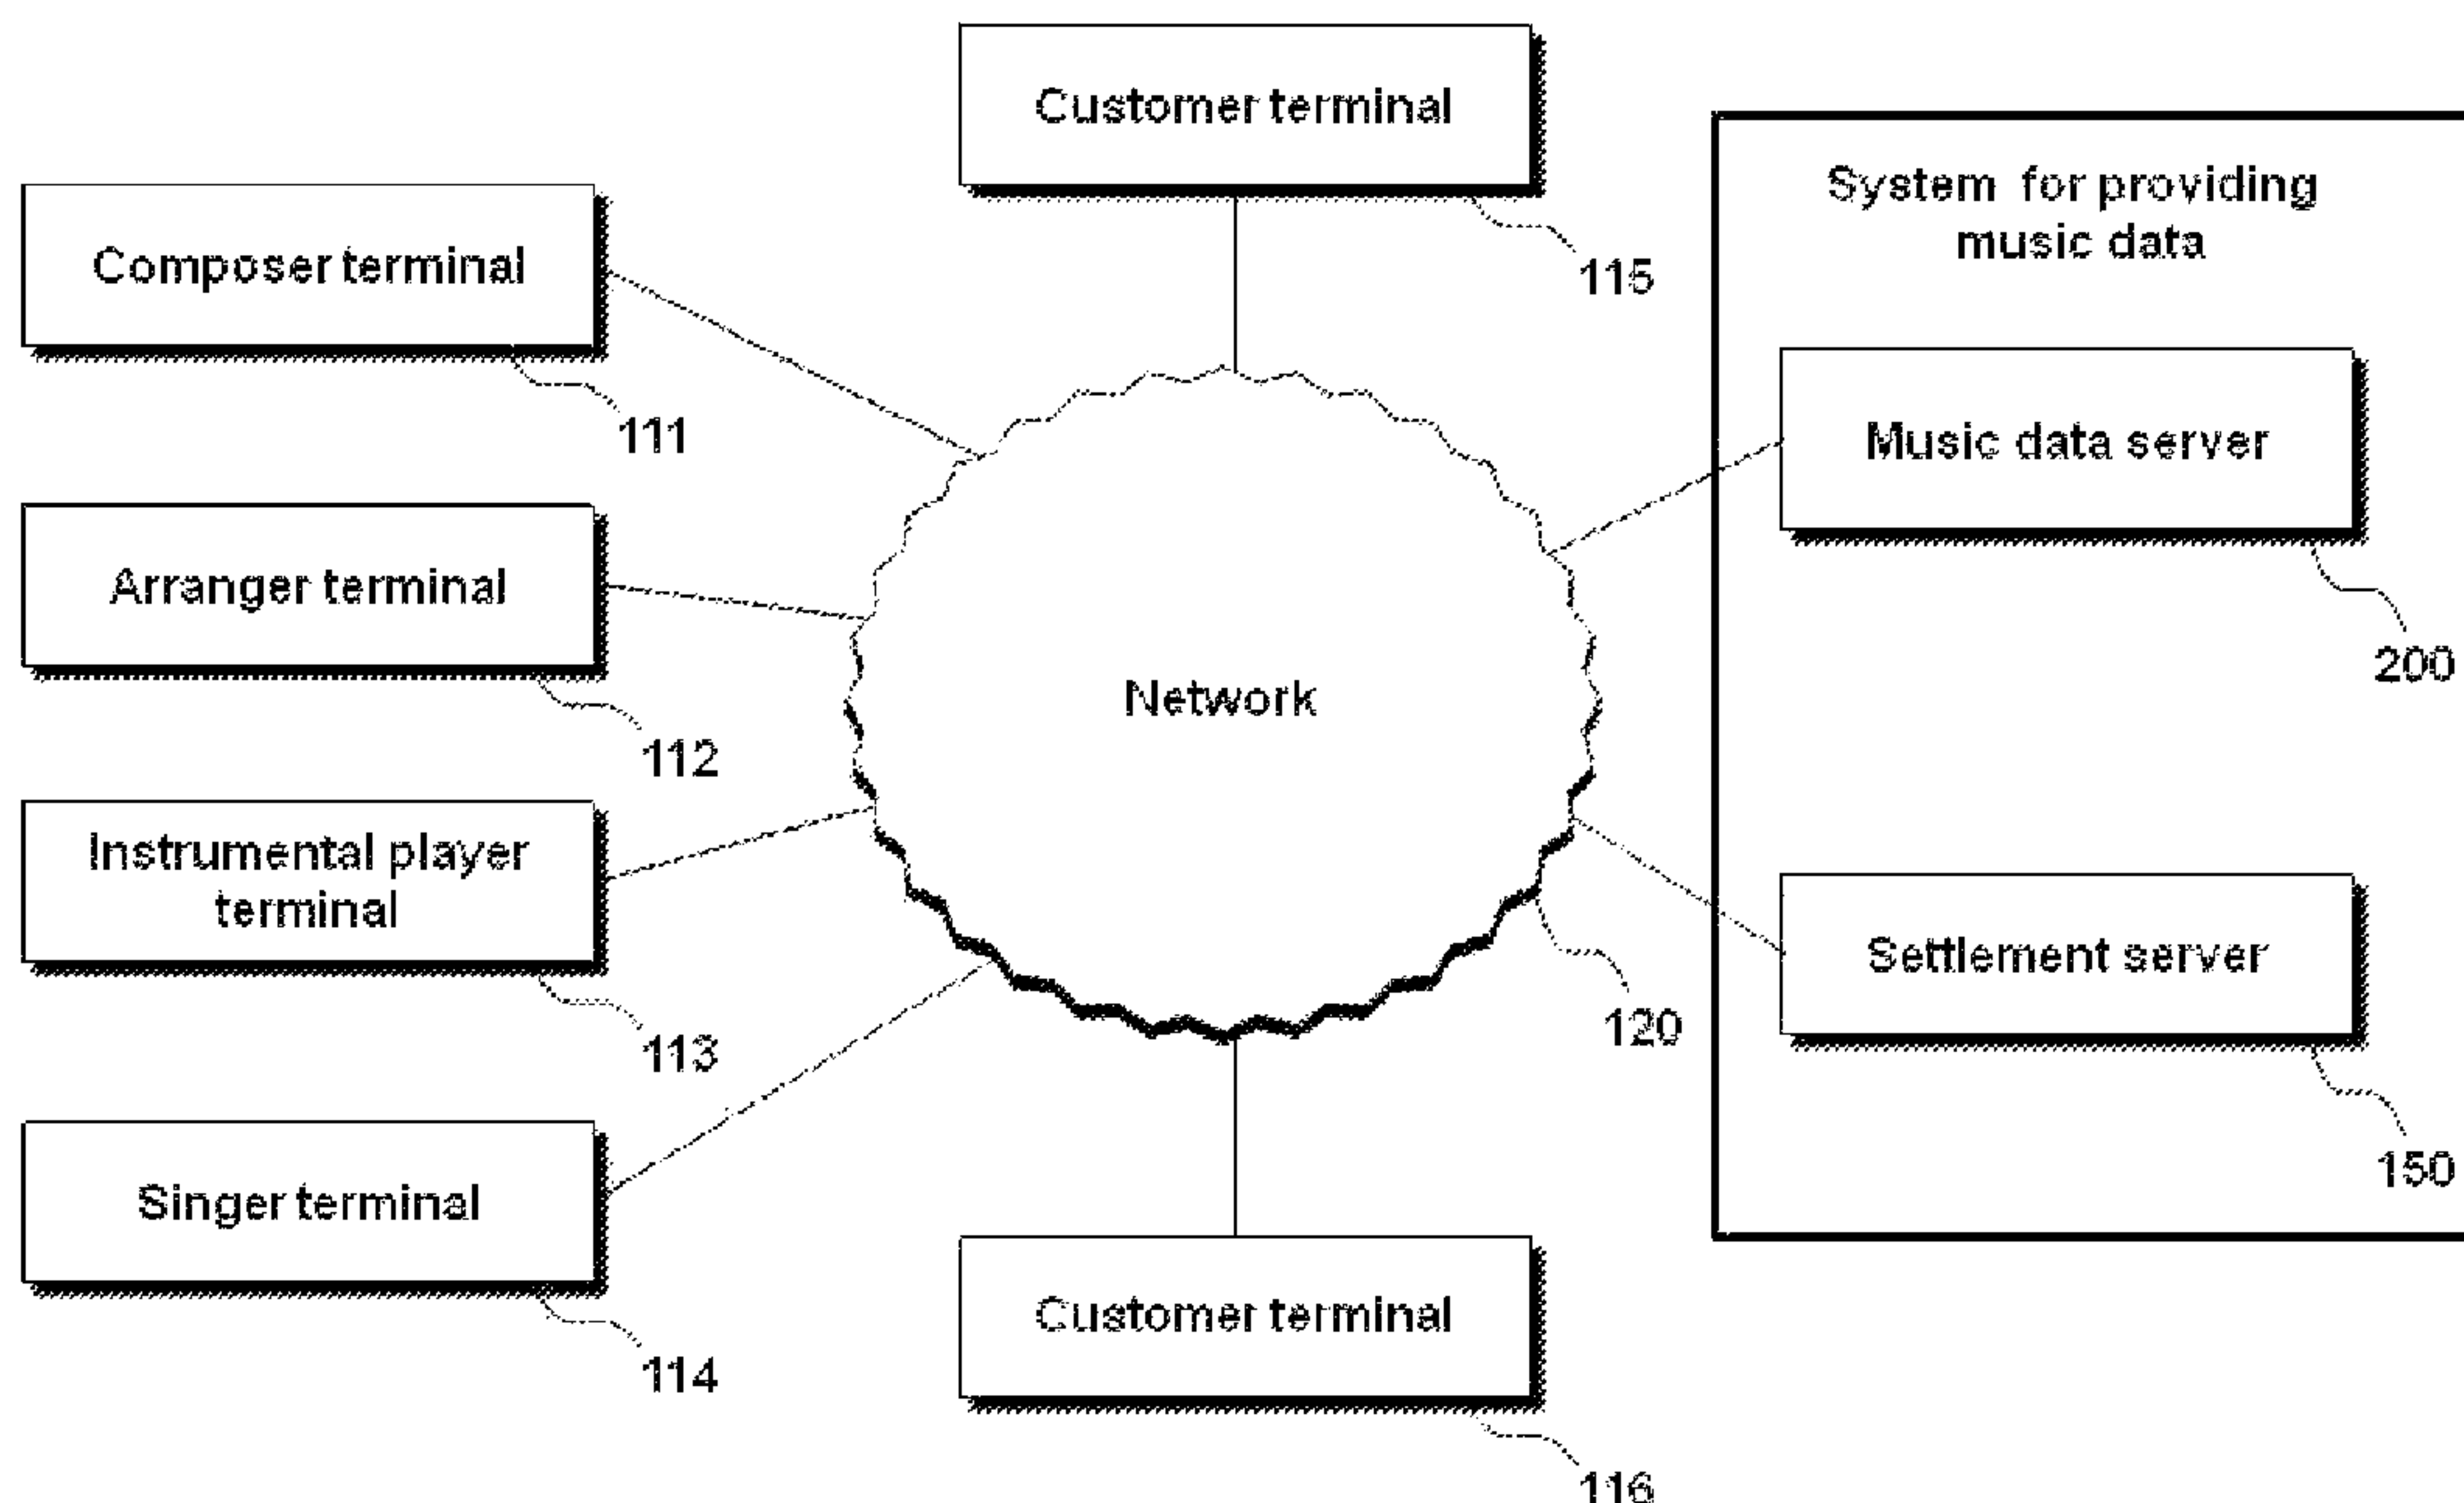 Customer terminal
115
System for providing
music data
Composer terminal
111
Music data server
200
Arranger terminal
112
Network
120
Instrumental player
terminal
113
Settlement server
150
Singer terminal
114
Customer terminal
116